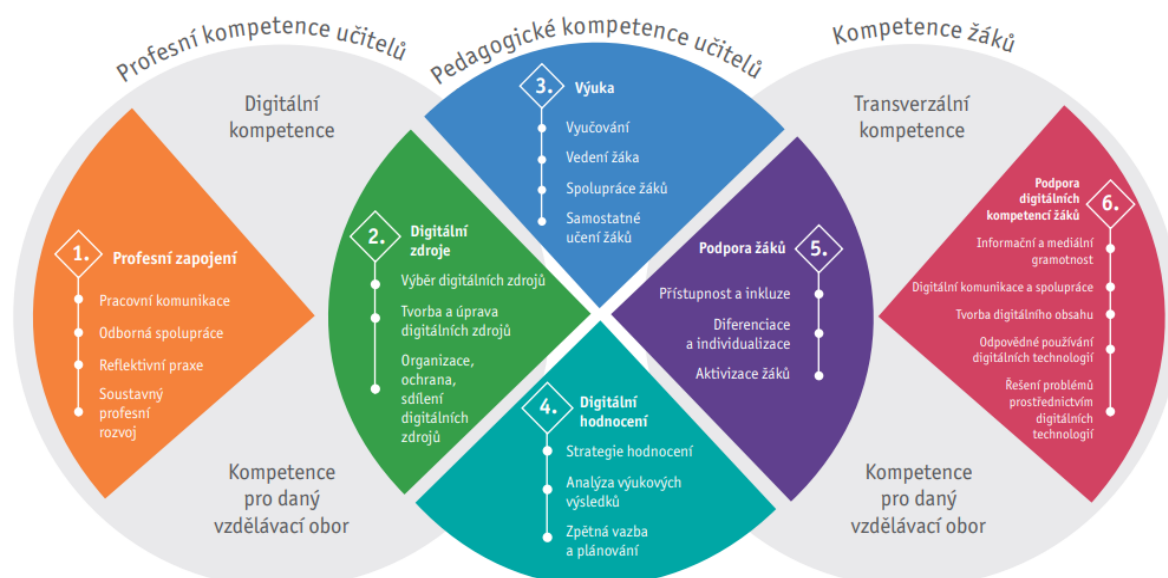 Profesní kompetence učitelů
Pedagogické kompetence učitelů
Kompetence žáků
Digitální
kompetence
Transverzální
kompetence
1. Profesní zapojení
Pracovní komunikace
Odborná spolupráce
Reflektivní praxe
Soustavný
profesní
rozvoj
2. Digitální
zdroje
Výběr digitálních zdrojů
Tvorba a úprava
digitálních zdrojů
Organizace,
ochrana,
sdílení
digitálních
zdrojů
3. Výuka
Vyučování
Vedení žáka
Spolupráce žáků
Samostatné
učení žáků
4. Digitální
hodnocení
Strategie hodnocení
Analýza výukových
výsledků
Zpětná vazba
a plánování
Podpora žáků 5.
Přístupnost a inkluze
Diferenciace
a individualizace
Aktivizace žáků
Podpora
digitálních
kompetencí žáků 6.
Informační a mediální
gramotnost
Digitální komunikace a spolupráce
Tvorba digitálního obsahu
Odpovědné používání
digitálních technologií
Řešení problémů
prostřednictvím
digitálních
technologií
Kompetence
pro daný
vzdělávací obor
Kompetence
pro daný
vzdělávací obor